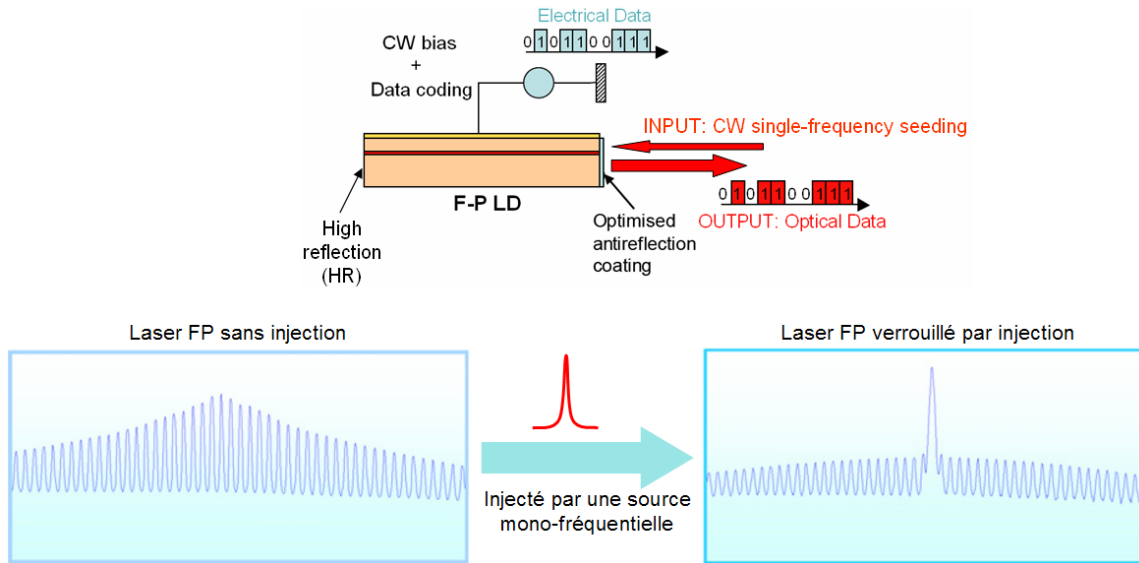 Electrical Data
0 1 0 1 1 0 0 1 1 1
CW bias
+
Data coding
INPUT: CW single-frequency seeding
F-P LD
0 1 0 1 1 0 0 1 1 1
OUTPUT: Optical Data
High
reflection
(HR)
Optimised
antireflection
coating
Laser FP sans injection
Laser FP verrouillé par injection
Injecté par une source
mono-fréquentielle